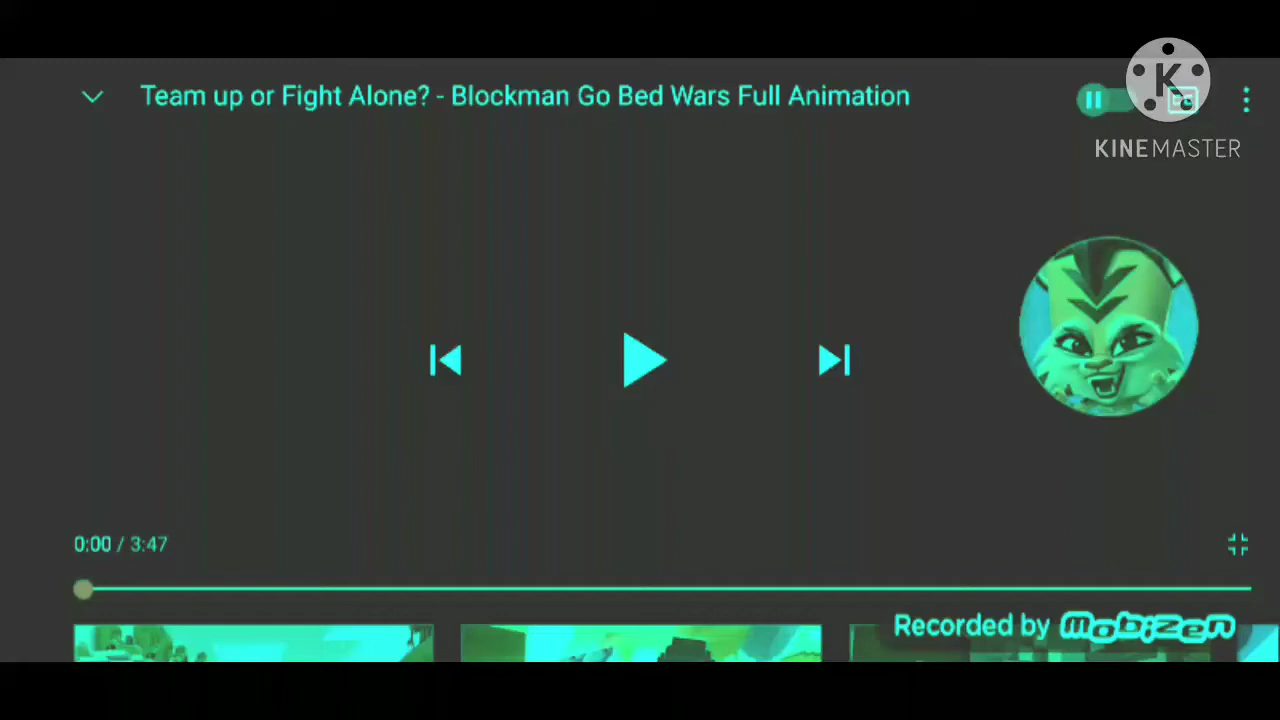 Team up or Fight Alone? - Blockman Go Bed Wars Full Animation
CC
K
KINEMASTER
0:00 / 3:47
Recorded by mobizen